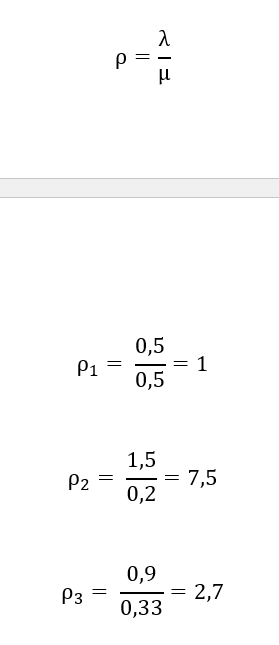 ρ = λ/μ
ρ₁ = 0,5/0,5 = 1
ρ₂ = 1,5/0,2 = 7,5
ρ₃ = 0,9/0,33 = 2,7